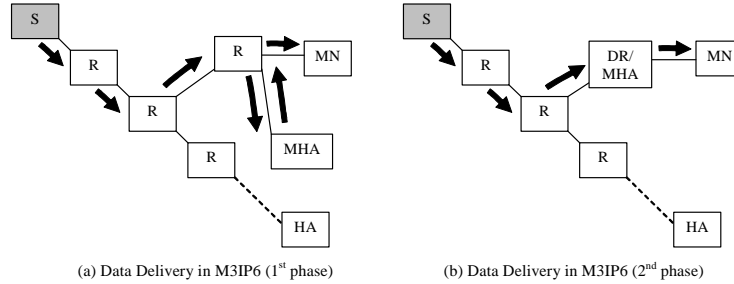 S
R
MN
R
R
MHA
R
HA
(a) Data Delivery in M3IP6 (1st phase)
S
R
DR/
MHA
MN
R
R
HA
(b) Data Delivery in M3IP6 (2nd phase)